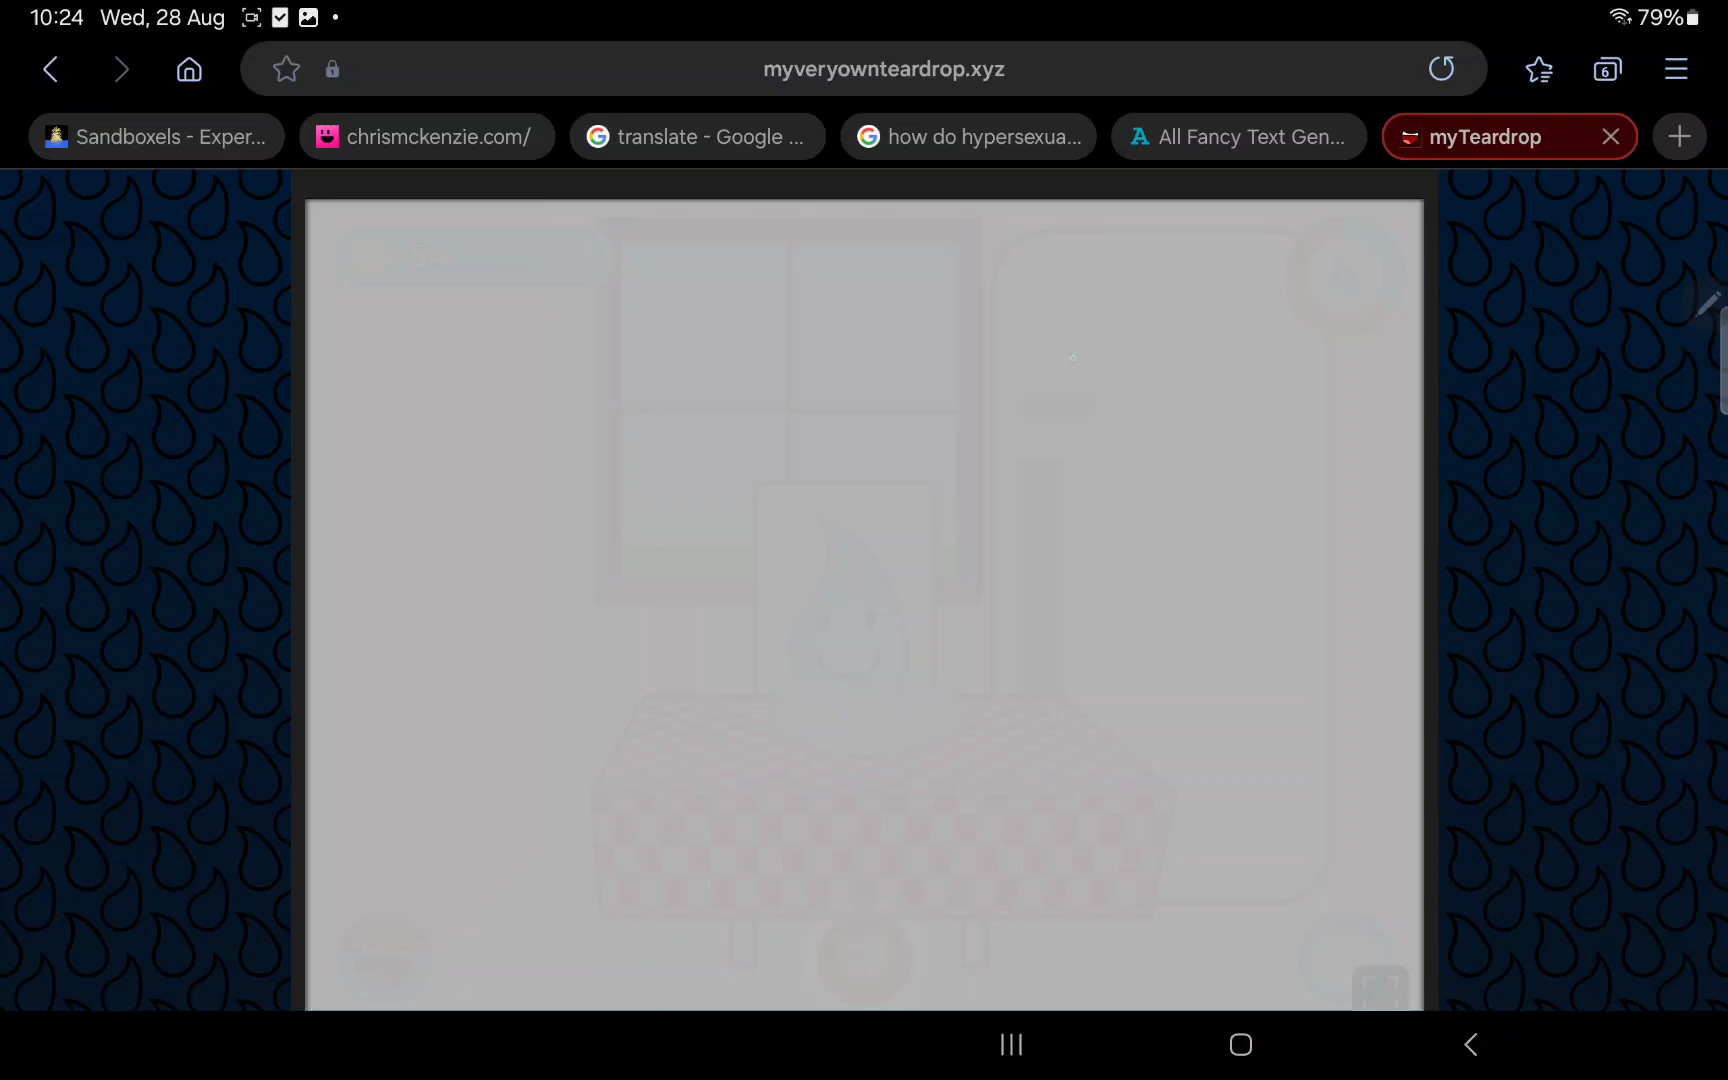 10:24 Wed, 28 Aug
79%
myveryownteardrop.xyz
6
Sandboxels - Exper...
chrismckenzie.com/
translate - Google ...
how do hypersexua...
All Fancy Text Gen...
myTeardrop